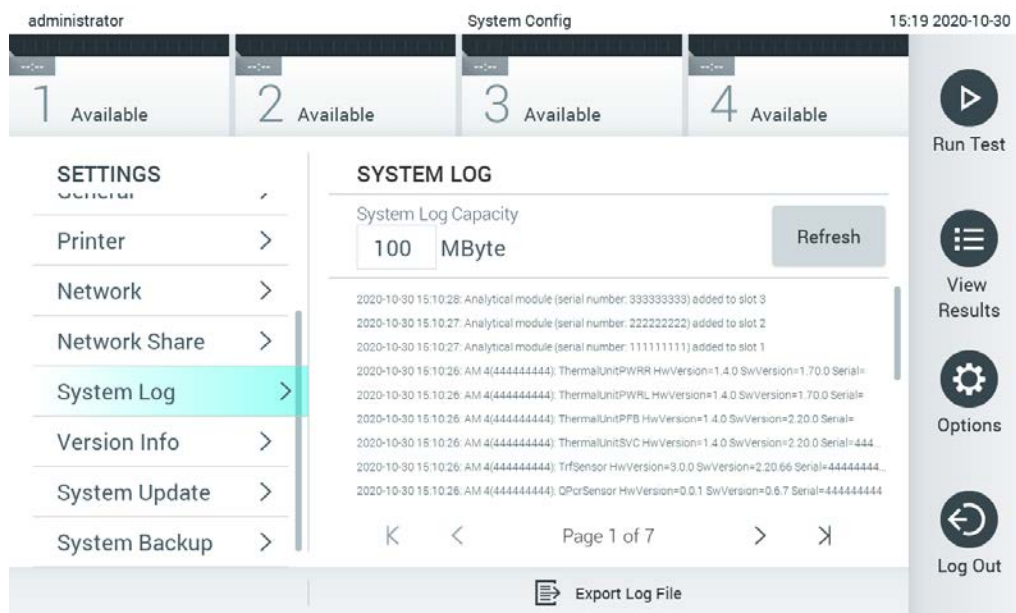 administrator
System Config
15:19 2020-10-30
--:--
--:--
--:--
--:--
1 Available
2 Available
3 Available
4 Available
Run Test
View
Results
Options
Log Out
SETTINGS
General
Printer
Network
Network Share
System Log
Version Info
System Update
System Backup
SYSTEM LOG
System Log Capacity
100 MByte
Refresh
2020-10-30 15:10:28: Analytical module (serial number: 333333333) added to slot 3
2020-10-30 15:10:27: Analytical module (serial number: 222222222) added to slot 2
2020-10-30 15:10:27: Analytical module (serial number: 111111111) added to slot 1
2020-10-30 15:10:26: AM 4(444444444): ThermalUnitPWRR HwVersion=1.4.0 SwVersion=1.70.0 Serial=
2020-10-30 15:10:26: AM 4(444444444): ThermalUnitPWRL HwVersion=1.4.0 SwVersion=1.70.0 Serial=
2020-10-30 15:10:26: AM 4(444444444): ThermalUnitPFB HwVersion=1.4.0 SwVersion=2.20.0 Serial=
2020-10-30 15:10:26: AM 4(444444444): ThermalUnitSVC HwVersion=1.4.0 SwVersion=2.20.0 Serial=444...
2020-10-30 15:10:26: AM 4(444444444): TrfSensor HwVersion=3.0.0 SwVersion=2.20.66 Serial=44444444...
2020-10-30 15:10:26: AM 4(444444444): QPcrSensor HwVersion=0.0.1 SwVersion=0.6.7 Serial=444444444
Page 1 of 7
Export Log File